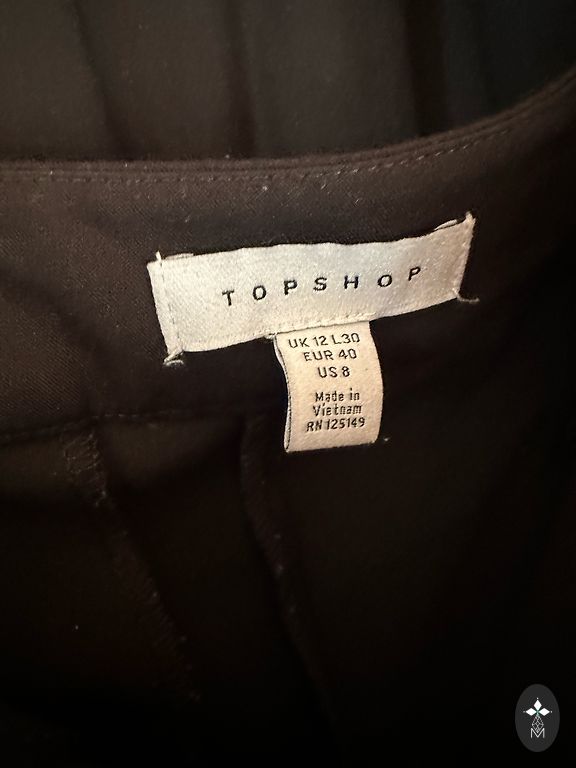 TOPSHOP
UK 12 L30
EUR 40
US 8
Made in
Vietnam
RN 125149